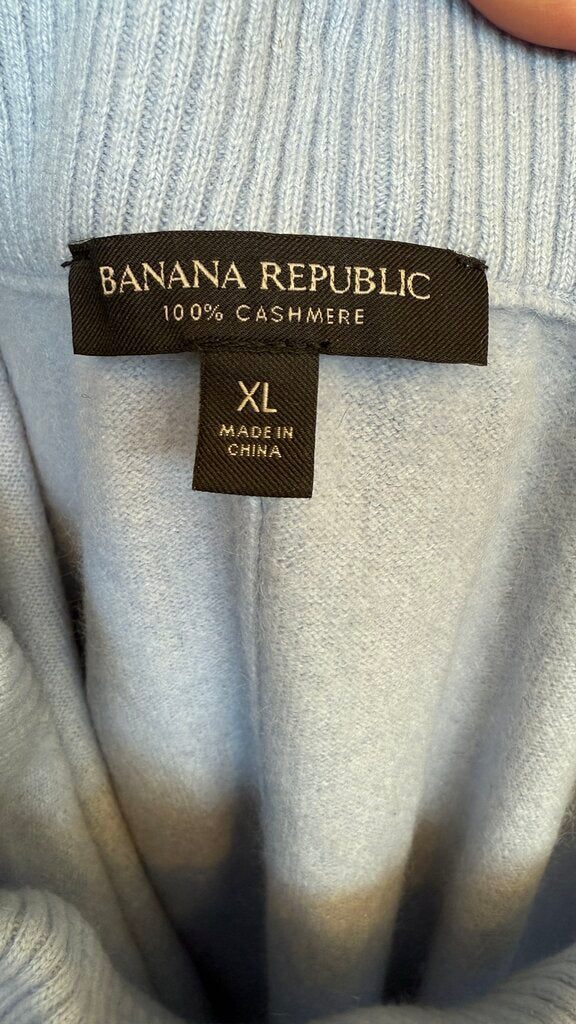 BANANA REPUBLIC
100% CASHMERE
XL
MADE IN
CHINA